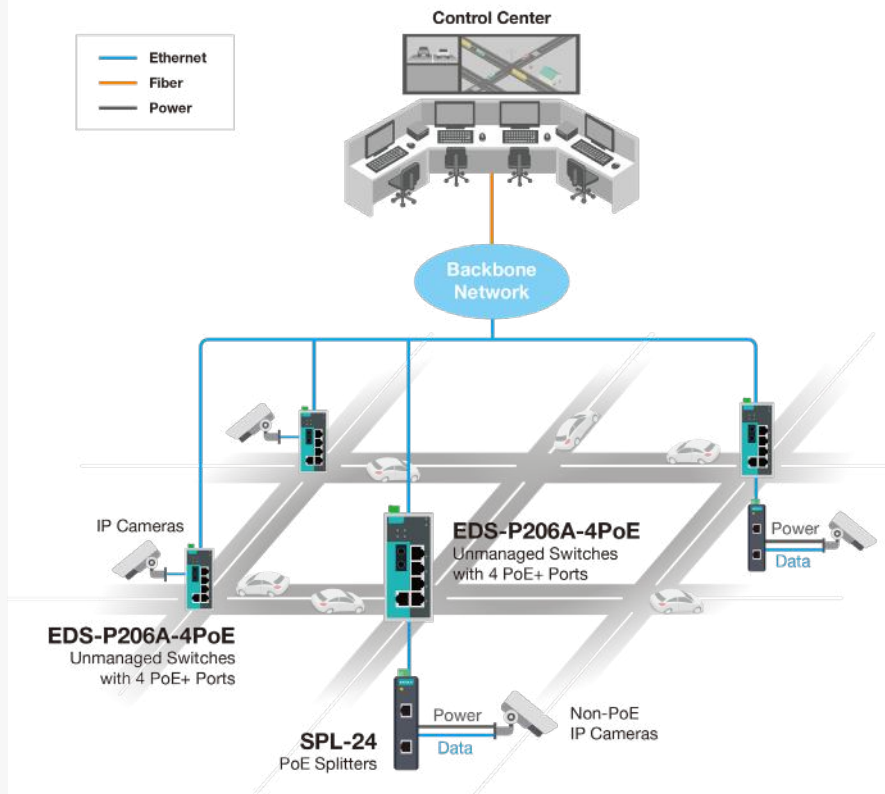 Control Center
Ethernet
Fiber
Power
Backbone
Network
IP Cameras
EDS-P206A-4PoE
Unmanaged Switches
with 4 PoE+ Ports
Power
Data
EDS-P206A-4PoE
Unmanaged Switches
with 4 PoE+ Ports
SPL-24
PoE Splitters
Power
Data
Non-PoE
IP Cameras